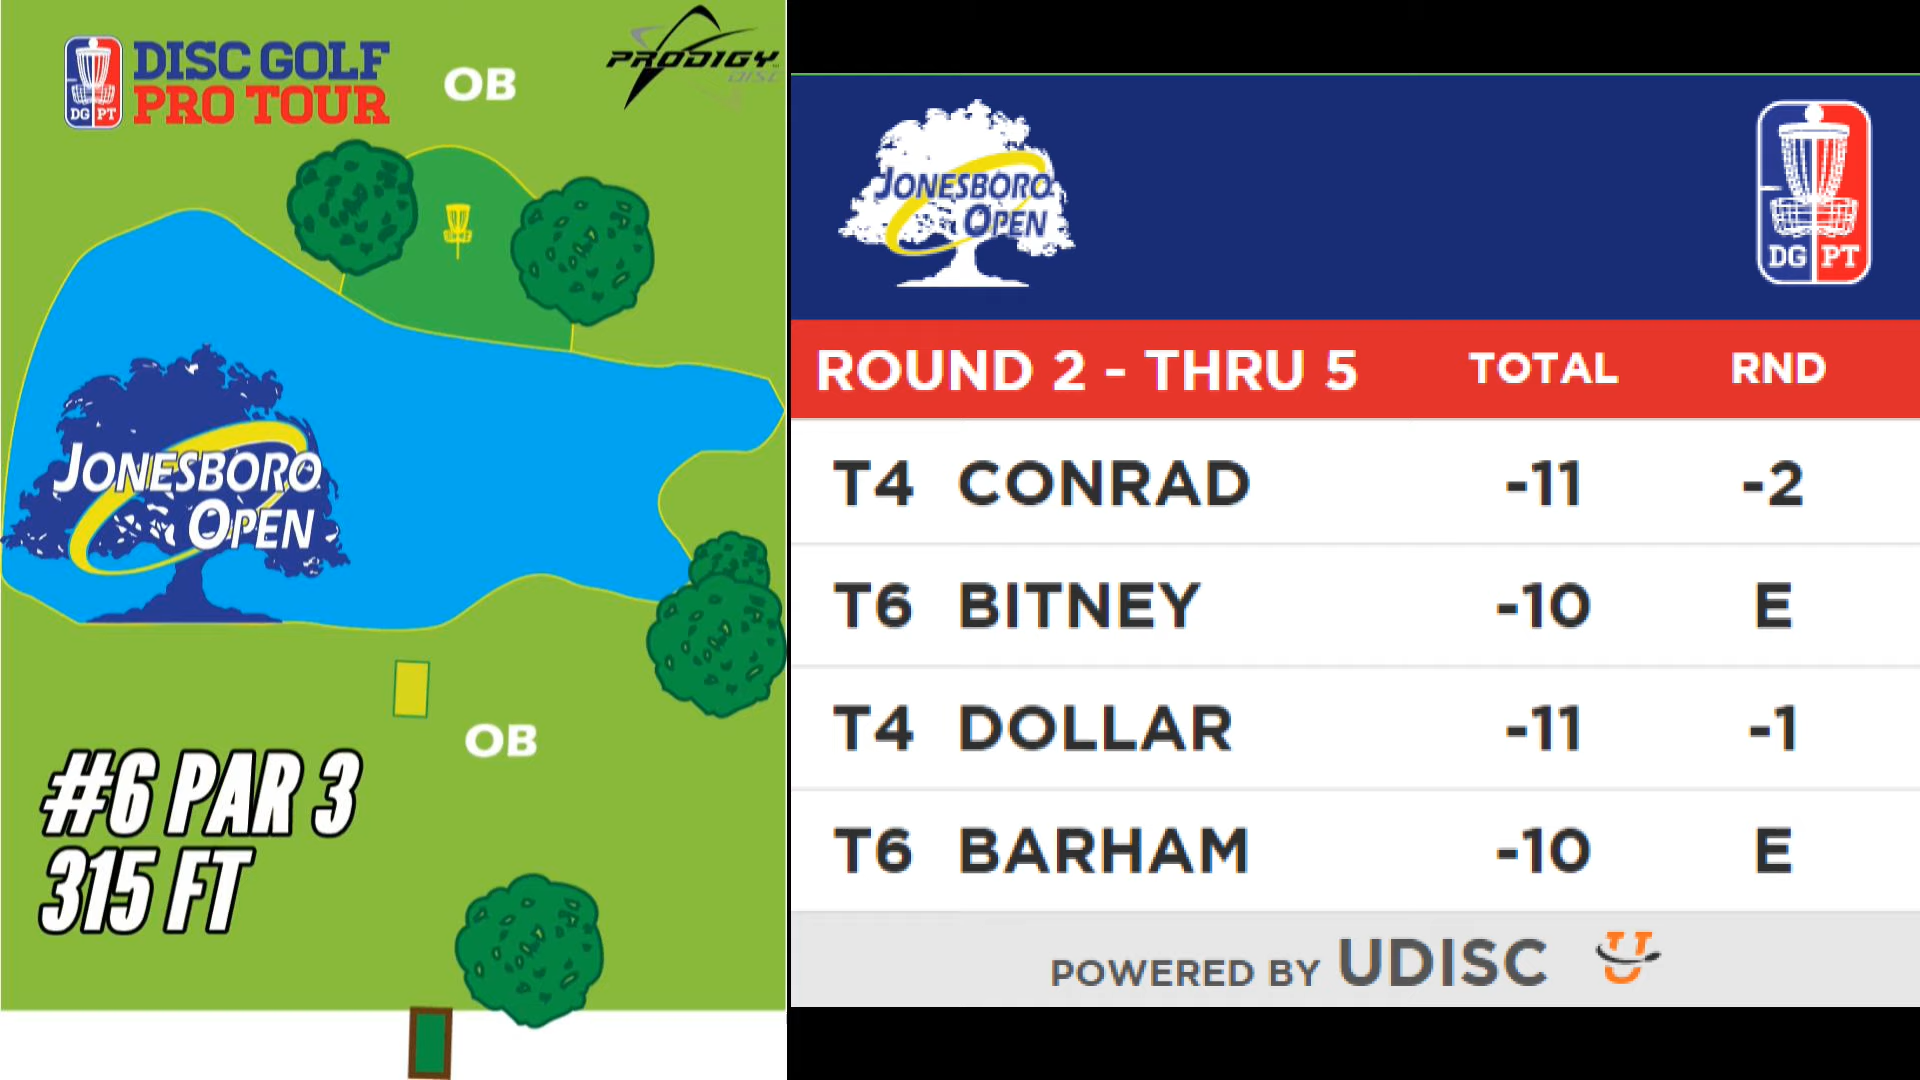 DISC GOLF
PRO TOUR
DG PT
OB
PRODIGY
DISC
JONESBORO
OPEN
OB
#6 PAR 3
315 FT
JONESBORO
OPEN
DG PT
ROUND 2 - THRU 5 TOTAL RND
T4 CONRAD -11 -2
T6 BITNEY -10 E
T4 DOLLAR -11 -1
T6 BARHAM -10 E
POWERED BY UDISC